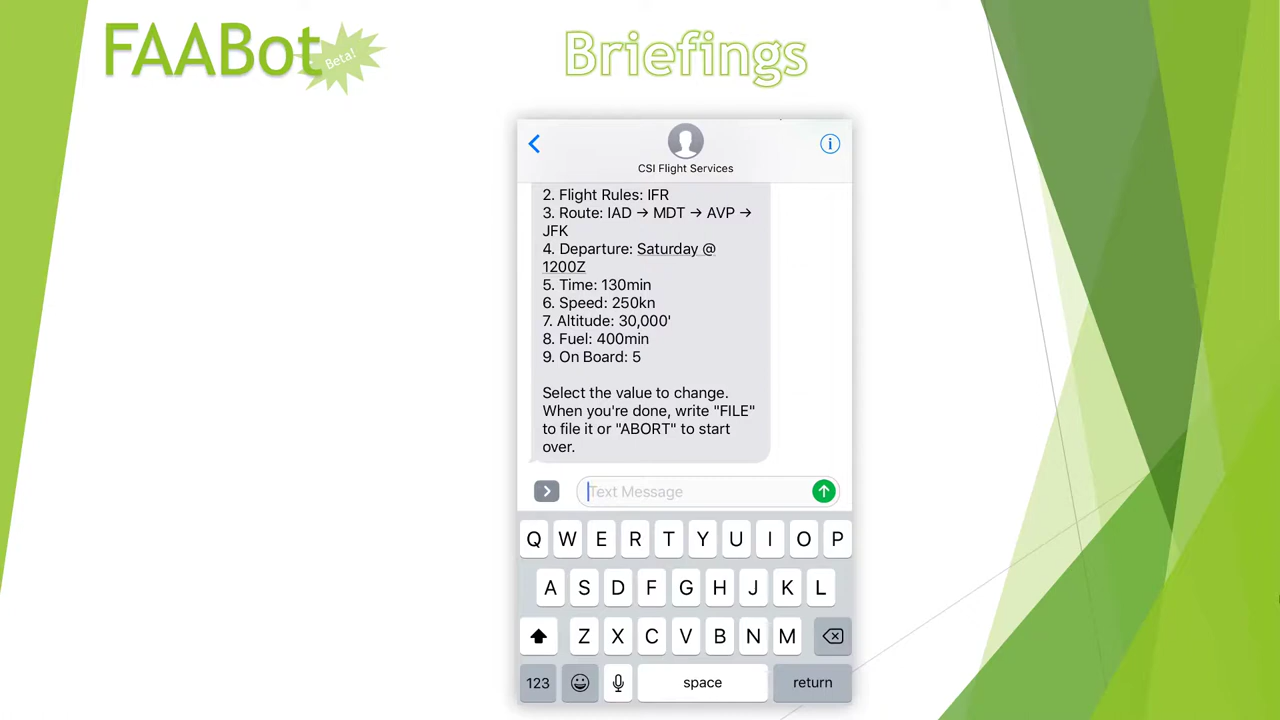 FAABot
Beta!
Briefings
CSI Flight Services
2. Flight Rules: IFR
3. Route: IAD → MDT → AVP →
JFK
4. Departure: Saturday @
1200Z
5. Time: 130min
6. Speed: 250kn
7. Altitude: 30,000'
8. Fuel: 400min
9. On Board: 5
Select the value to change.
When you're done, write "FILE"
to file it or "ABORT" to start
over.
Text Message
Q W E R T Y U I O P
A S D F G H J K L
Z X C V B N M
123 space return